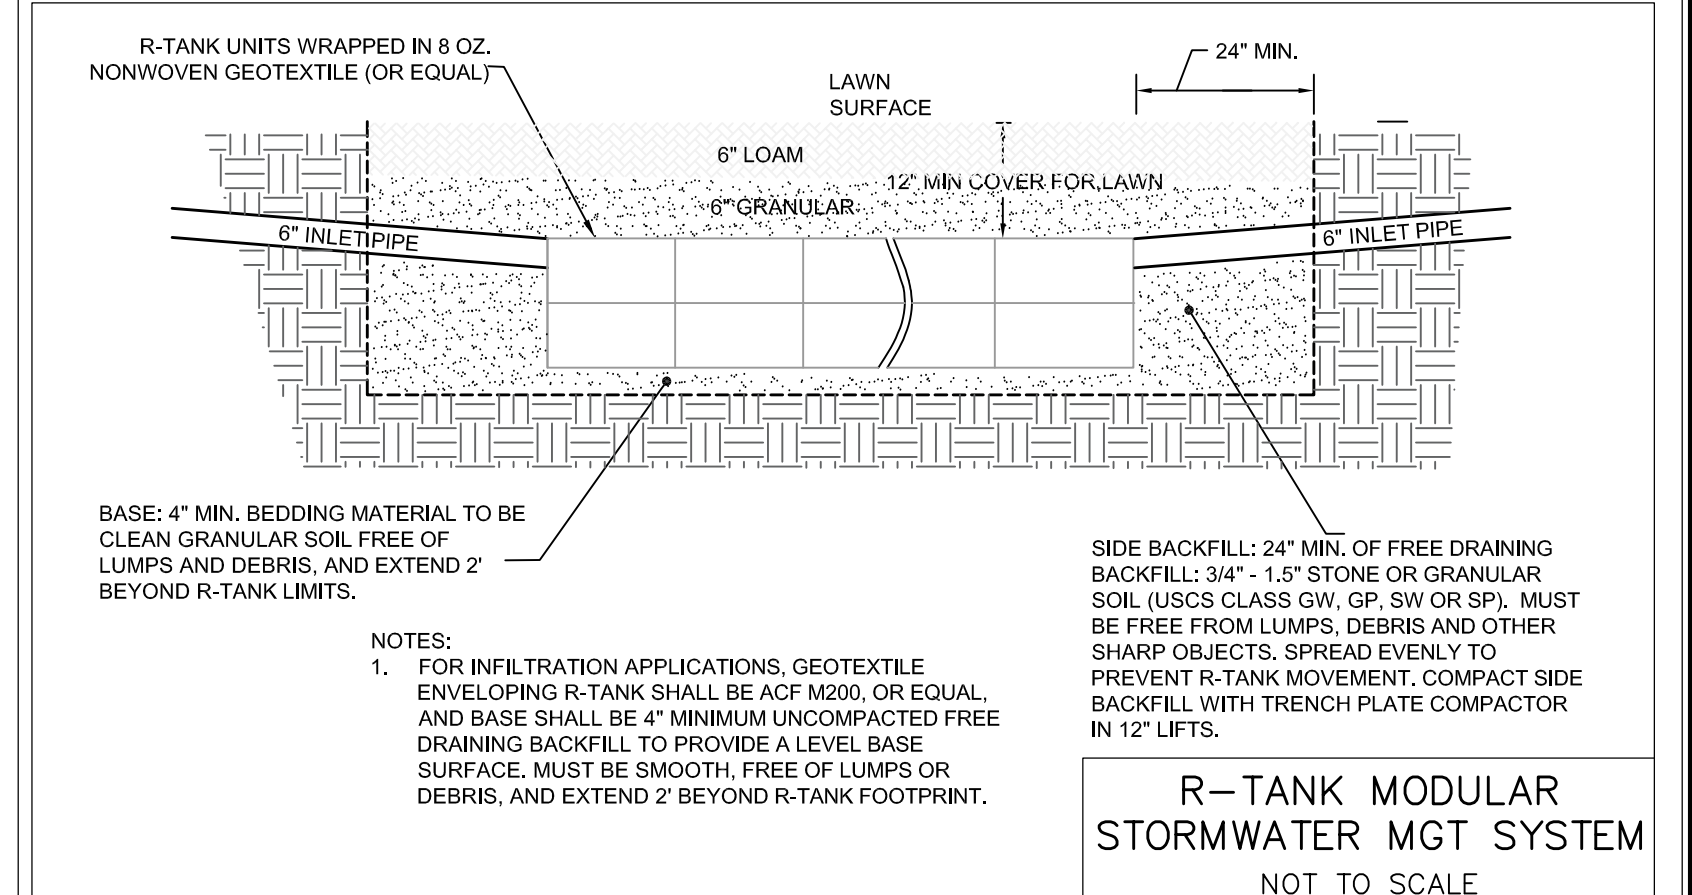 R-TANK UNITS WRAPPED IN 8 OZ.
NONWOVEN GEOTEXTILE (OR EQUAL)
LAWN
SURFACE
24" MIN.
6" LOAM
12" MIN COVER FOR LAWN
6" GRANULAR
6" INLET PIPE
6" INLET PIPE
BASE: 4" MIN. BEDDING MATERIAL TO BE
CLEAN GRANULAR SOIL FREE OF
LUMPS AND DEBRIS, AND EXTEND 2'
BEYOND R-TANK LIMITS.
SIDE BACKFILL: 24" MIN. OF FREE DRAINING
BACKFILL: 3/4" - 1.5" STONE OR GRANULAR
SOIL (USCS CLASS GW, GP, SW OR SP). MUST
BE FREE FROM LUMPS, DEBRIS AND OTHER
SHARP OBJECTS. SPREAD EVENLY TO
PREVENT R-TANK MOVEMENT. COMPACT SIDE
BACKFILL WITH TRENCH PLATE COMPACTOR
IN 12" LIFTS.
NOTES:
1. FOR INFILTRATION APPLICATIONS, GEOTEXTILE
ENVELOPING R-TANK SHALL BE ACF M200, OR EQUAL,
AND BASE SHALL BE 4" MINIMUM UNCOMPACTED FREE
DRAINING BACKFILL TO PROVIDE A LEVEL BASE
SURFACE. MUST BE SMOOTH, FREE OF LUMPS OR
DEBRIS, AND EXTEND 2' BEYOND R-TANK FOOTPRINT.
R-TANK MODULAR
STORMWATER MGT SYSTEM
NOT TO SCALE